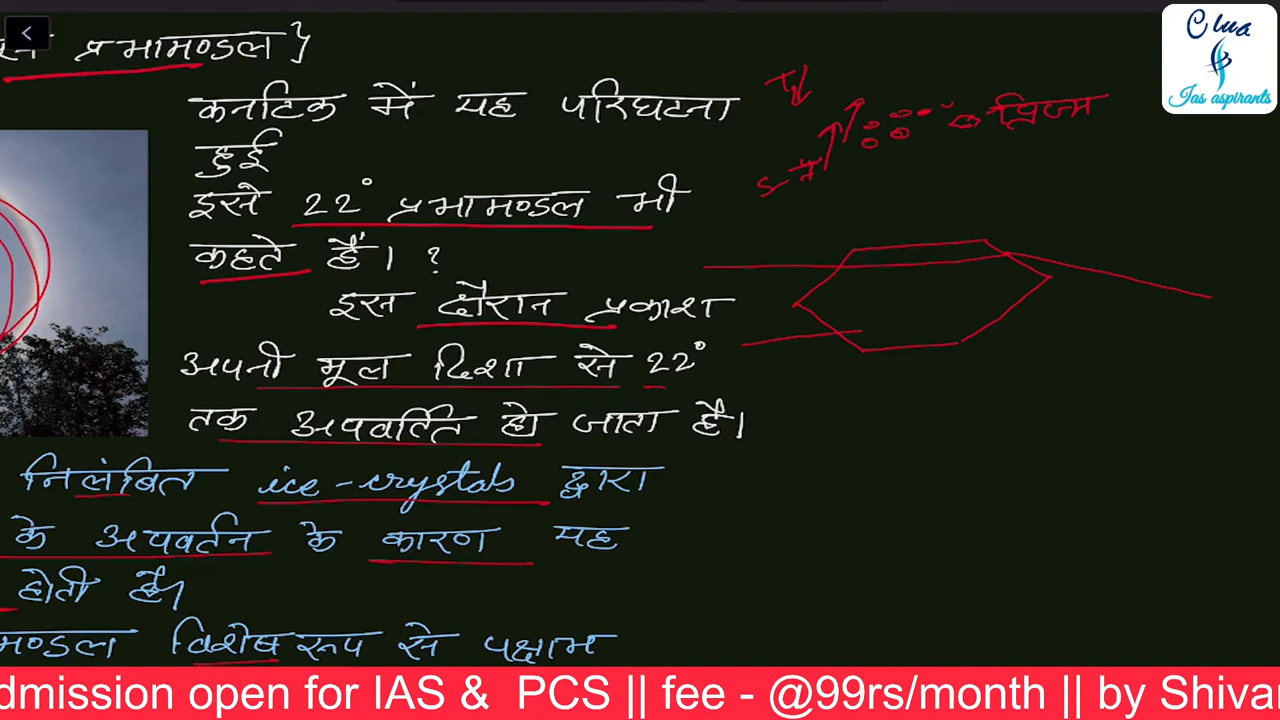 प्रभामण्डल}
कर्नाटक में यह परिघटना
हुई
इसे 22° प्रभामण्डल भी
कहते हैं। ?
इस दौरान प्रकाश
अपनी मूल दिशा से 22°
तक अपवर्तित हो जाता है।
निलंबित ice-crystals द्वारा
के अपवर्तन के कारण यह
होती है।
मण्डल विशेष रूप से पक्षाभ
प्रिज्म
Clua
Ias aspirants
dmission open for IAS & PCS || fee - @99rs/month || by Shiva